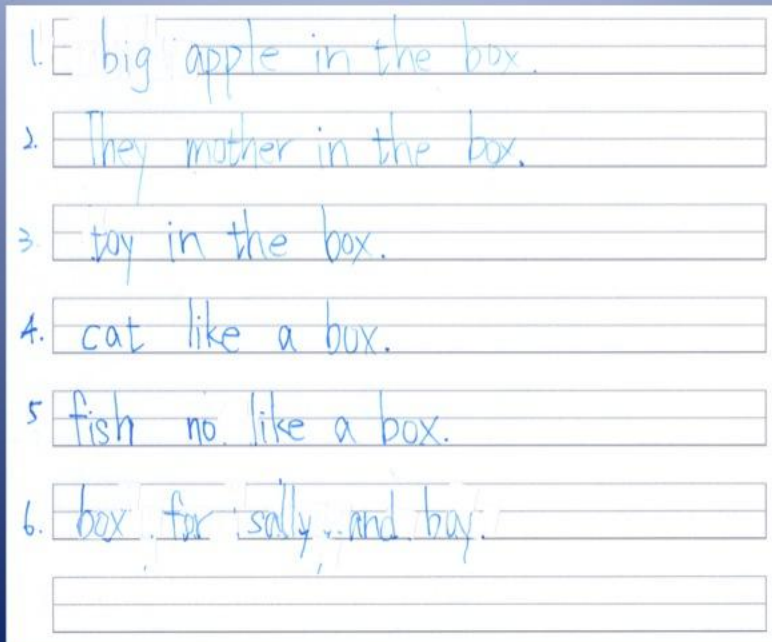 1. big apple in the box.
2. They mother in the box.
3. toy in the box.
4. cat like a box.
5 fish no like a box.
6. box for sally and boy.